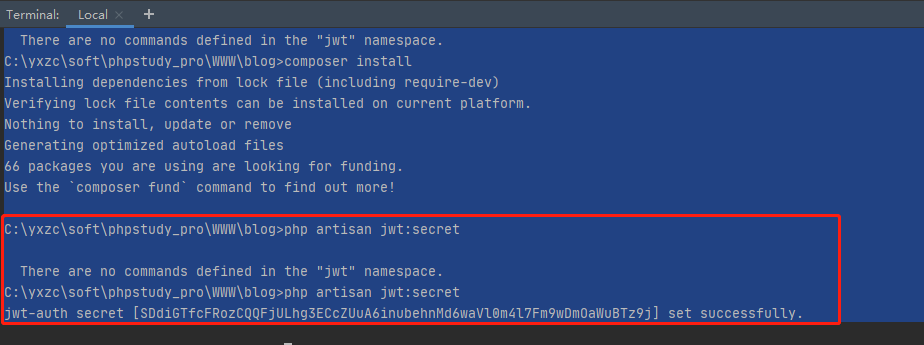 Terminal: Local × +
There are no commands defined in the "jwt" namespace.
C:\yxzc\soft\phpstudy_pro\WWW\blog>composer install
Installing dependencies from lock file (including require-dev)
Verifying lock file contents can be installed on current platform.
Nothing to install, update or remove
Generating optimized autoload files
66 packages you are using are looking for funding.
Use the `composer fund` command to find out more!
C:\yxzc\soft\phpstudy_pro\WWW\blog>php artisan jwt:secret
There are no commands defined in the "jwt" namespace.
C:\yxzc\soft\phpstudy_pro\WWW\blog>php artisan jwt:secret
jwt-auth secret [SDdiGTfcFRozCQQFjULhg3ECcZUuA6inubehnMd6waVl0m4l7Fm9wDmOaWuBTz9j] set successfully.